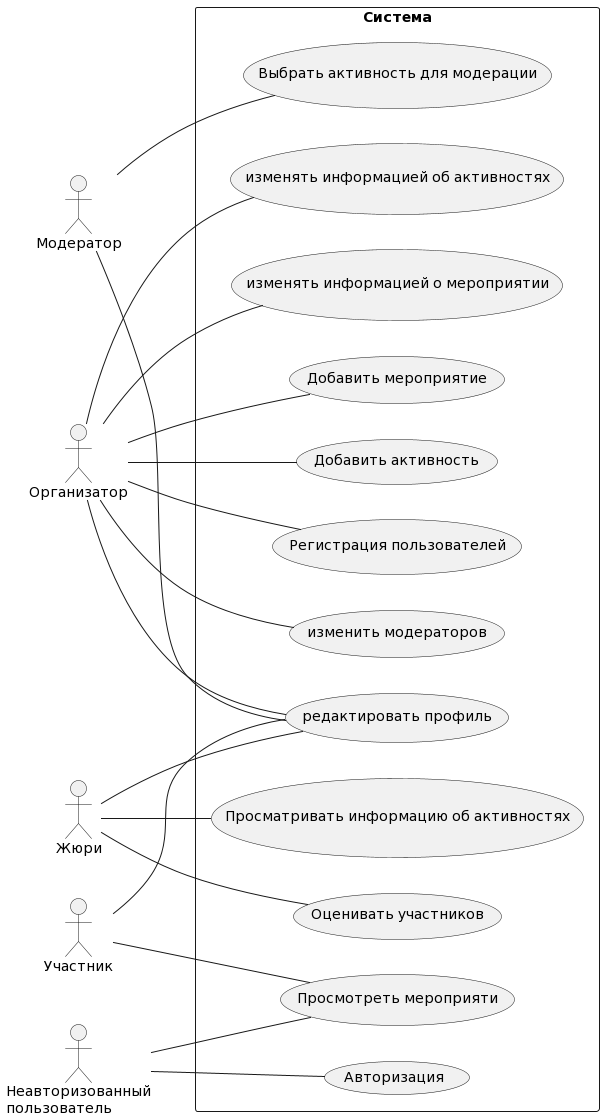 Система
Выбрать активность для модерации
изменять информацией об активностях
Модератор
изменять информацией о мероприятии
Добавить мероприятие
Добавить активность
Организатор
Регистрация пользователей
изменить модераторов
редактировать профиль
Просматривать информацию об активностях
Жюри
Оценивать участников
Участник
Просмотреть мероприяти
Авторизация
Неавторизованный
пользователь